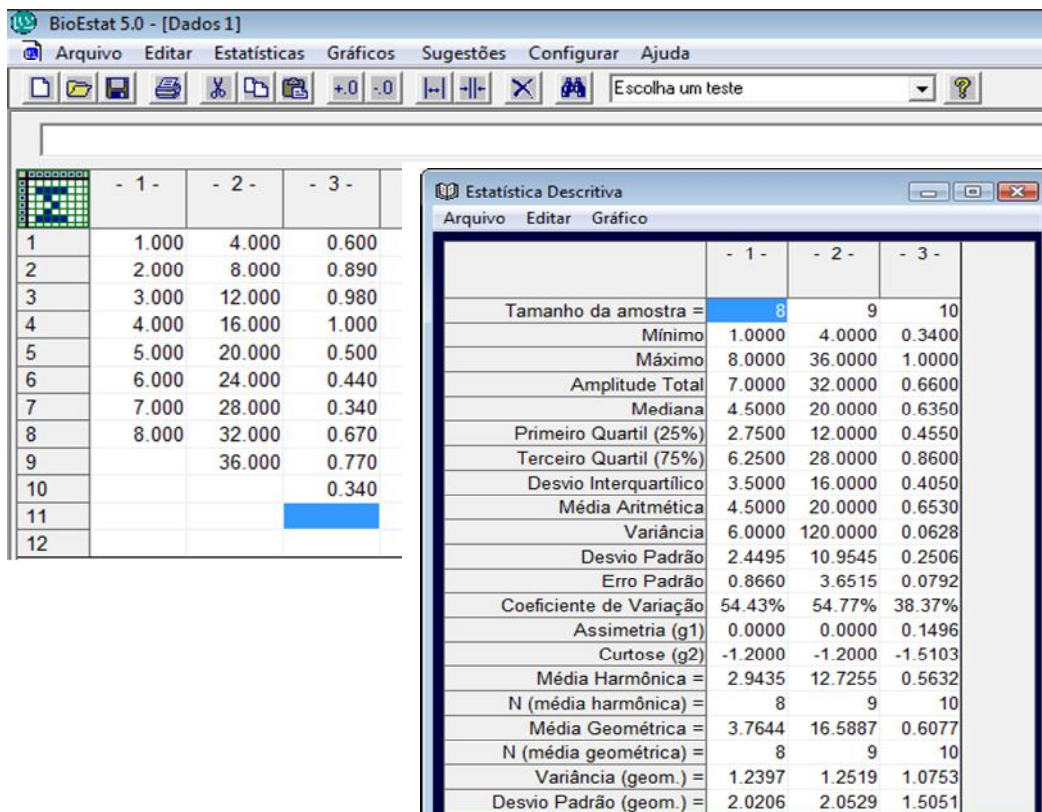 BioEstat 5.0 - [Dados 1]
Arquivo Editar Estatísticas Gráficos Sugestões Configurar Ajuda
+.0 -.0 Escolha um teste
- 1 - - 2 - - 3 -
1 1.000 4.000 0.600
2 2.000 8.000 0.890
3 3.000 12.000 0.980
4 4.000 16.000 1.000
5 5.000 20.000 0.500
6 6.000 24.000 0.440
7 7.000 28.000 0.340
8 8.000 32.000 0.670
9 36.000 0.770
10 0.340
11
12
Estatística Descritiva
Arquivo Editar Gráfico
- 1 - - 2 - - 3 -
Tamanho da amostra = 8 9 10
Mínimo 1.0000 4.0000 0.3400
Máximo 8.0000 36.0000 1.0000
Amplitude Total 7.0000 32.0000 0.6600
Mediana 4.5000 20.0000 0.6350
Primeiro Quartil (25%) 2.7500 12.0000 0.4550
Terceiro Quartil (75%) 6.2500 28.0000 0.8600
Desvio Interquartílico 3.5000 16.0000 0.4050
Média Aritmética 4.5000 20.0000 0.6530
Variância 6.0000 120.0000 0.0628
Desvio Padrão 2.4495 10.9545 0.2506
Erro Padrão 0.8660 3.6515 0.0792
Coeficiente de Variação 54.43% 54.77% 38.37%
Assimetria (g1) 0.0000 0.0000 0.1496
Curtose (g2) -1.2000 -1.2000 -1.5103
Média Harmônica = 2.9435 12.7255 0.5632
N (média harmônica) = 8 9 10
Média Geométrica = 3.7644 16.5887 0.6077
N (média geométrica) = 8 9 10
Variância (geom.) = 1.2397 1.2519 1.0753
Desvio Padrão (geom.) = 2.0206 2.0529 1.5051